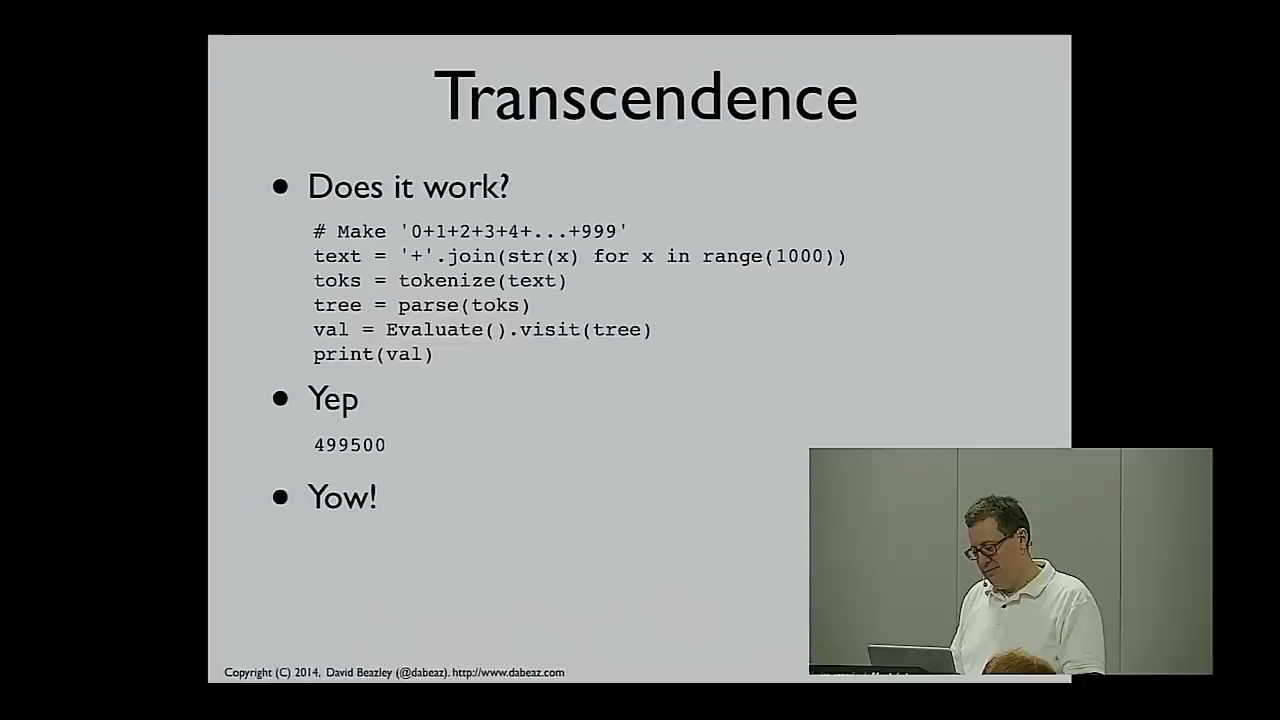 Transcendence
• Does it work?
# Make '0+1+2+3+4+...+999'
text = '+'.join(str(x) for x in range(1000))
toks = tokenize(text)
tree = parse(toks)
val = Evaluate().visit(tree)
print(val)
• Yep
499500
• Yow!
Copyright (C) 2014, David Beazley (@dabeaz). http://www.dabeaz.com